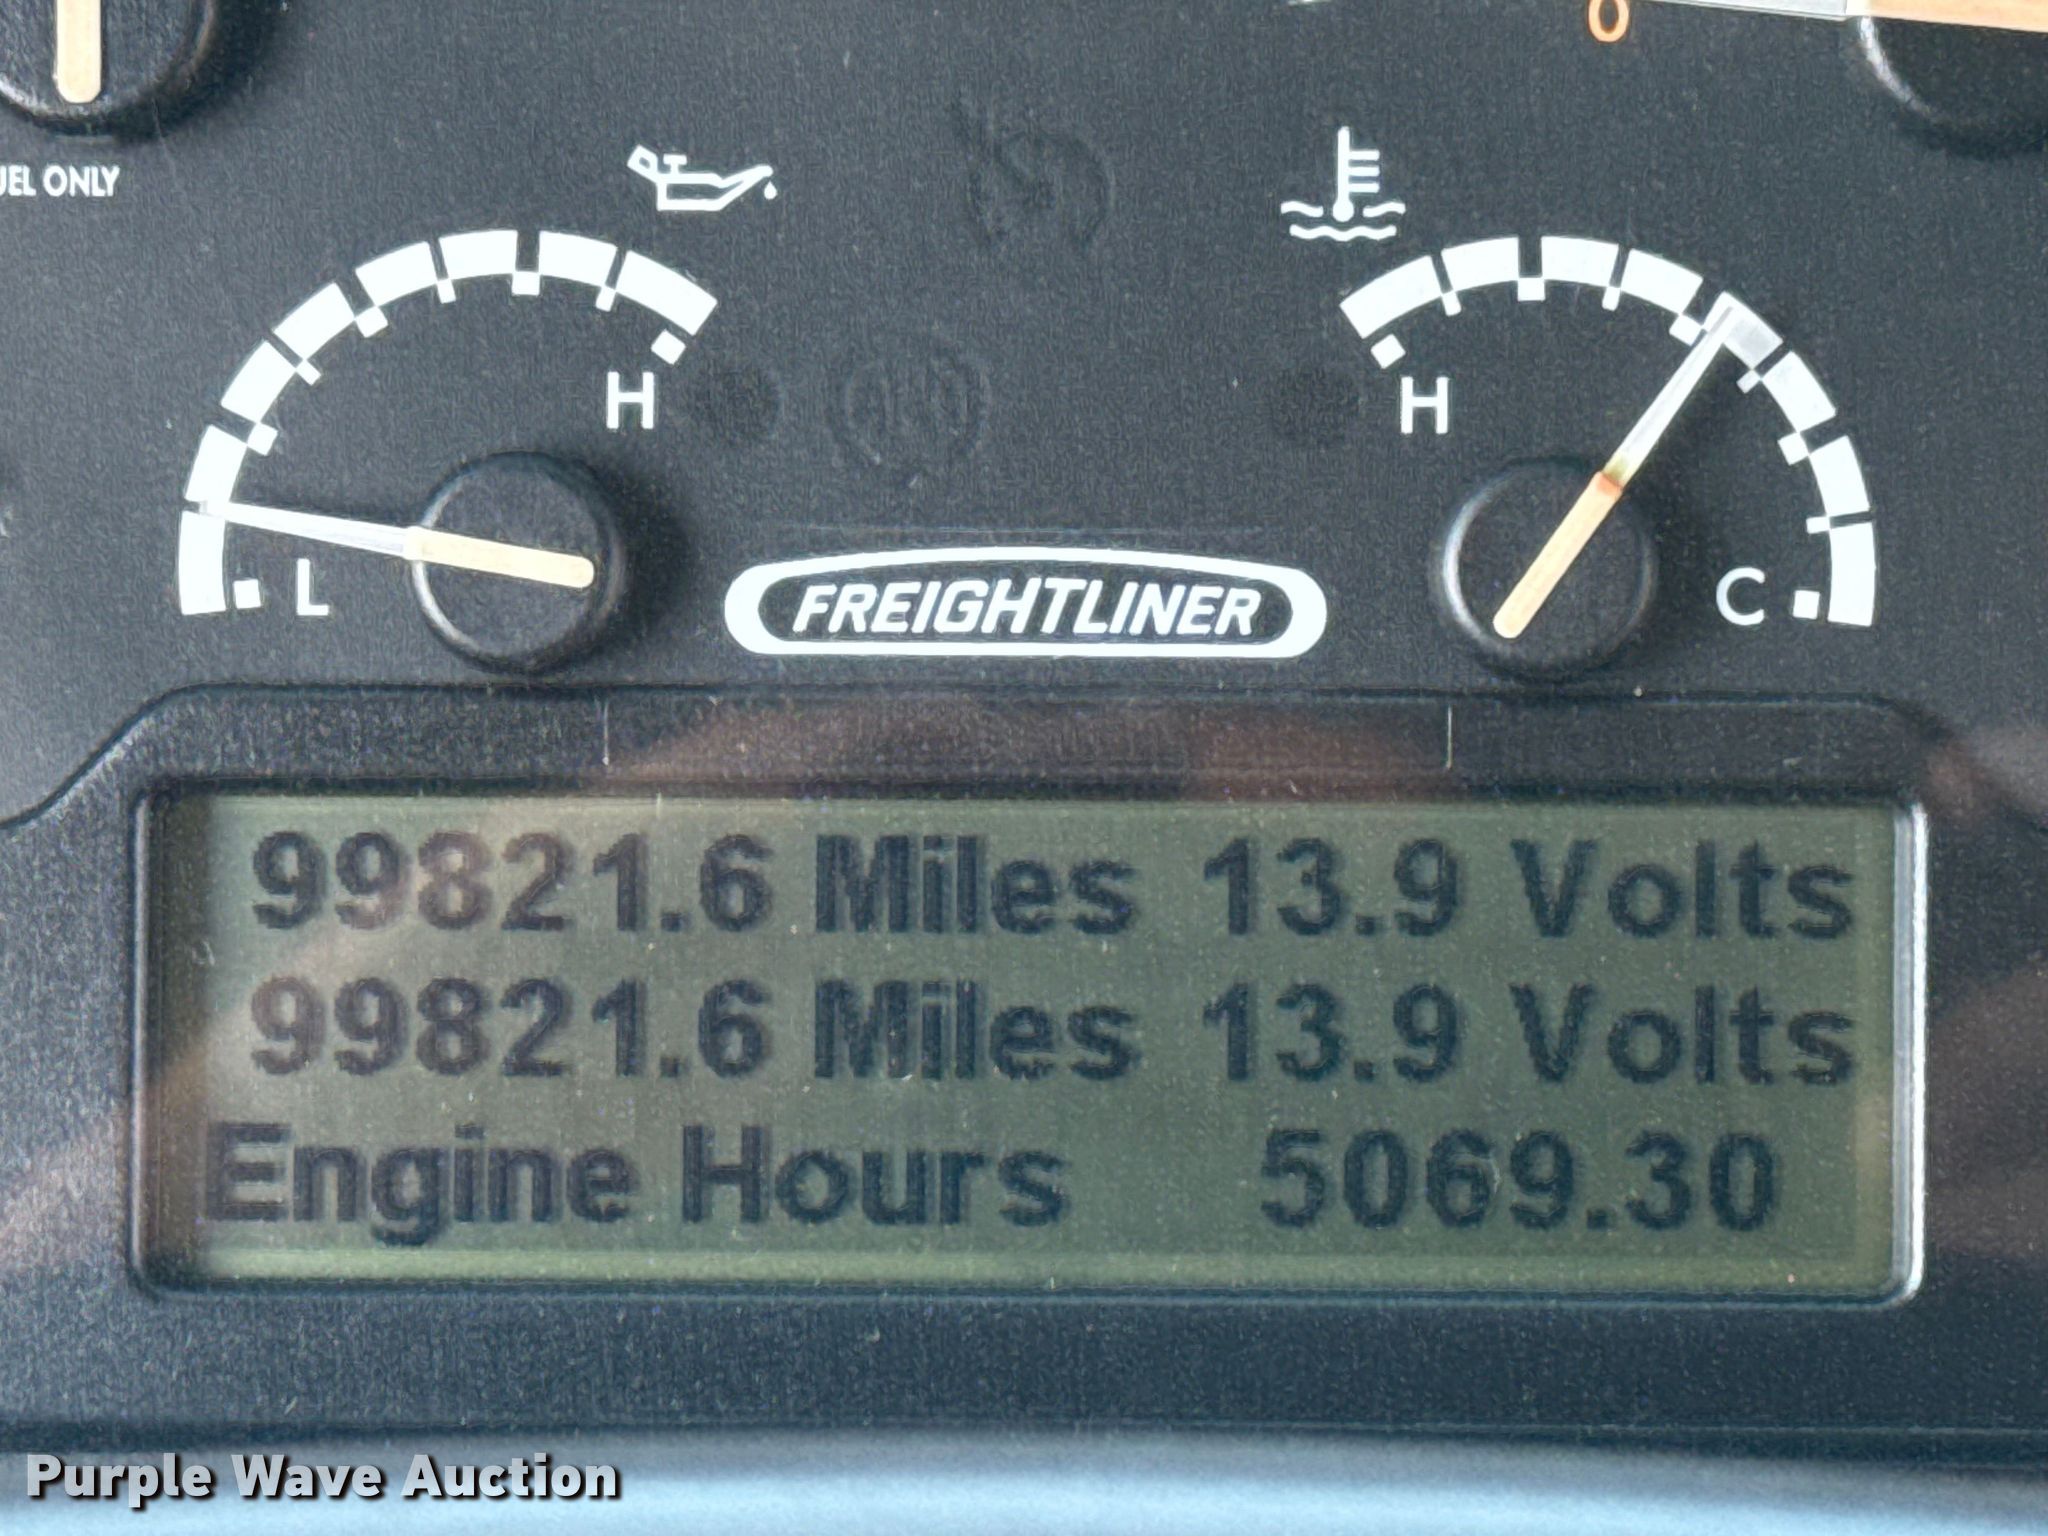 0
UEL ONLY
H
H
L
C
FREIGHTLINER
99821.6 Miles 13.9 Volts
99821.6 Miles 13.9 Volts
Engine Hours 5069.30
Purple Wave Auction